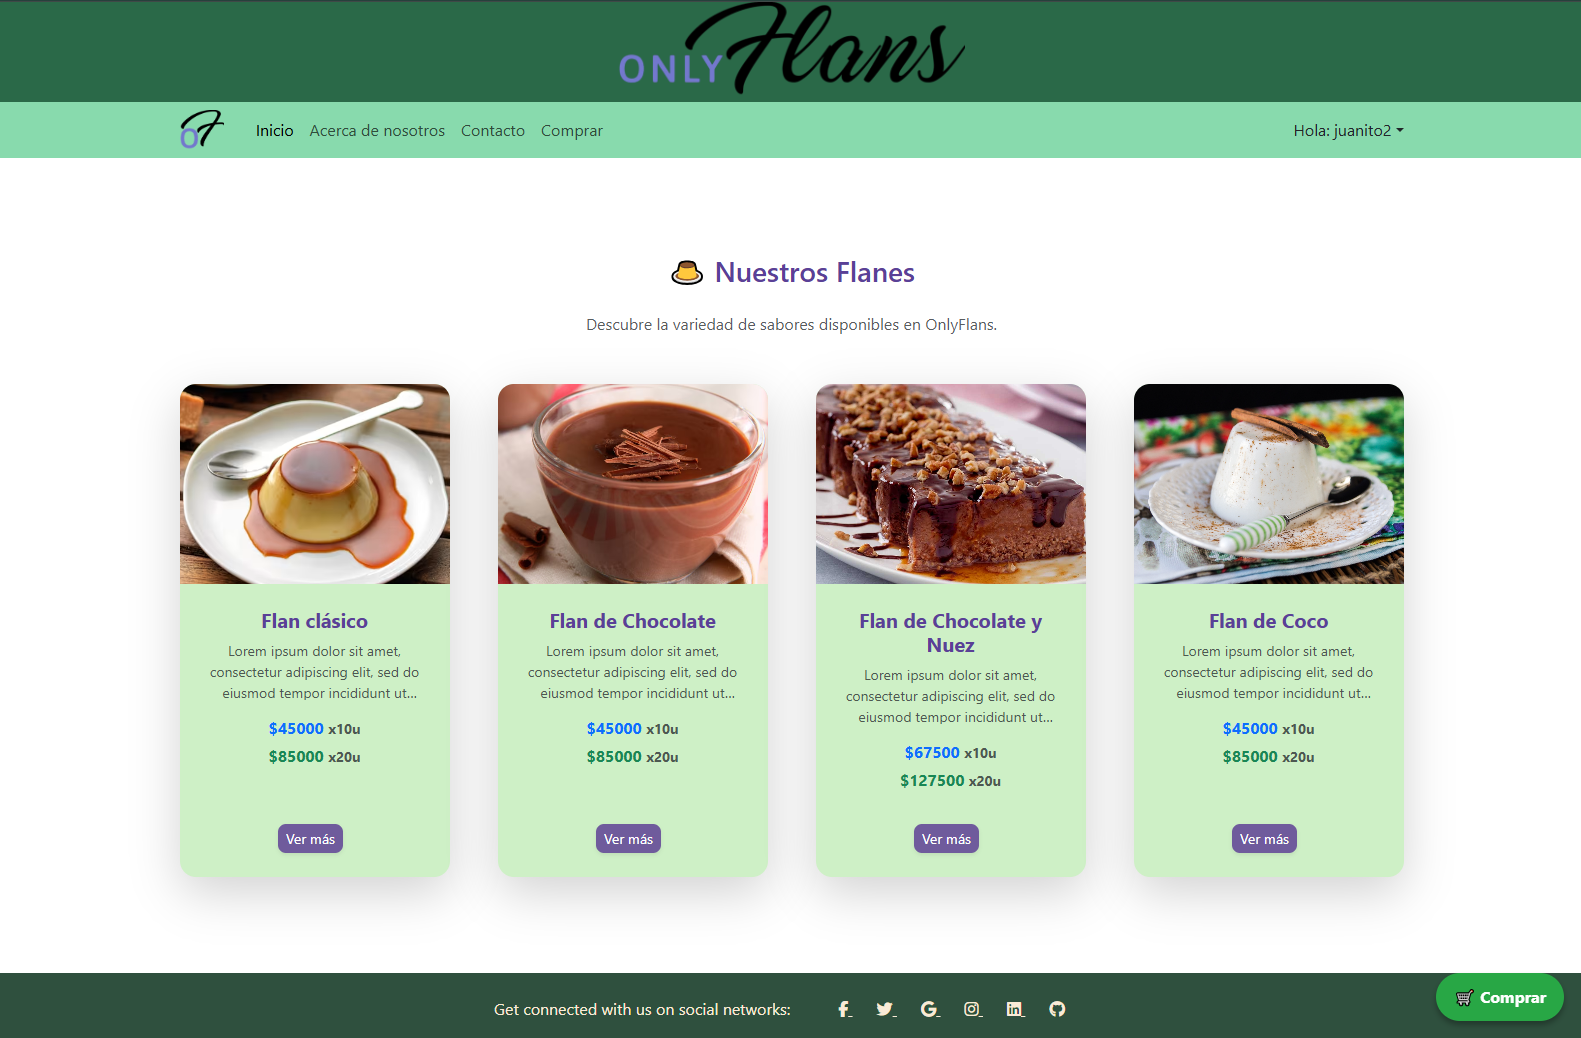 ONLY Flans
OF
Inicio Acerca de nosotros Contacto Comprar
Hola: juanito2
Nuestros Flanes
Descubre la variedad de sabores disponibles en OnlyFlans.
Flan clásico
Lorem ipsum dolor sit amet,
consectetur adipiscing elit, sed do
eiusmod tempor incididunt ut...
$45000 x10u
$85000 x20u
Ver más
Flan de Chocolate
Lorem ipsum dolor sit amet,
consectetur adipiscing elit, sed do
eiusmod tempor incididunt ut...
$45000 x10u
$85000 x20u
Ver más
Flan de Chocolate y
Nuez
Lorem ipsum dolor sit amet,
consectetur adipiscing elit, sed do
eiusmod tempor incididunt ut...
$67500 x10u
$127500 x20u
Ver más
Flan de Coco
Lorem ipsum dolor sit amet,
consectetur adipiscing elit, sed do
eiusmod tempor incididunt ut...
$45000 x10u
$85000 x20u
Ver más
Get connected with us on social networks:
Comprar